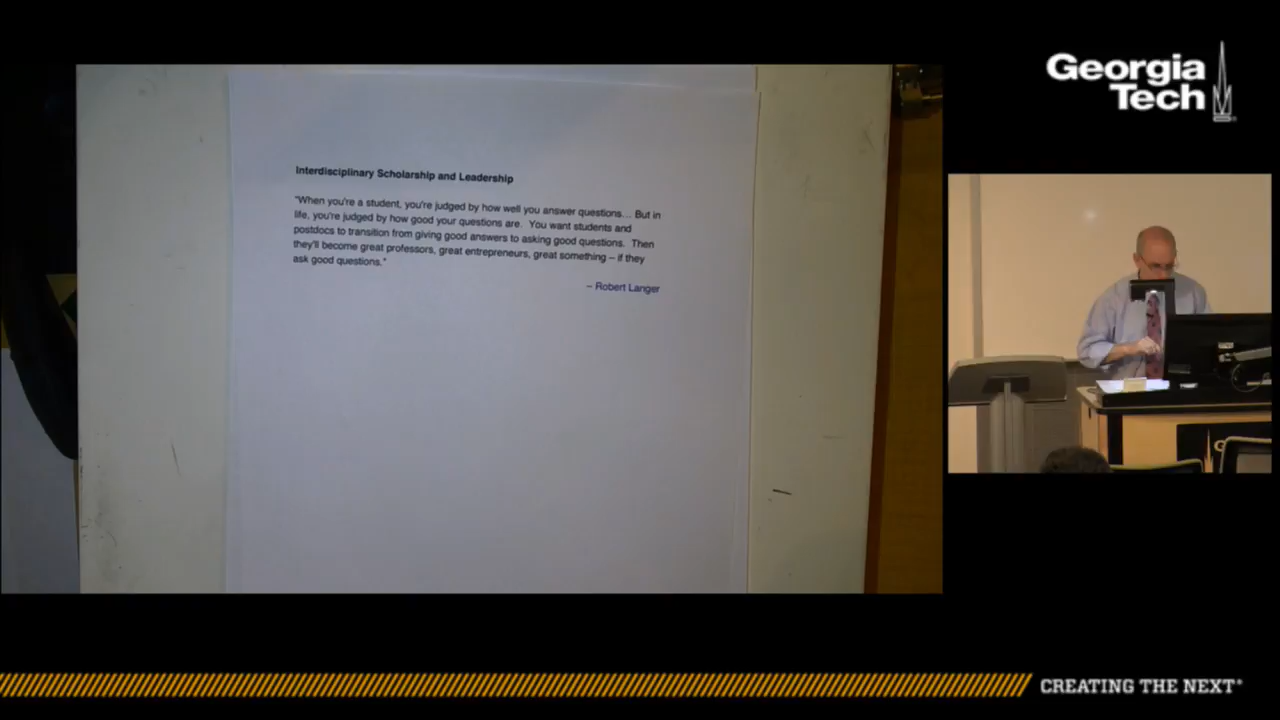 Georgia
Tech
Interdisciplinary Scholarship and Leadership
"When you're a student, you're judged by how well you answer questions... But in
life, you're judged by how good your questions are. You want students and
postdocs to transition from giving good answers to asking good questions. Then
they'll become great professors, great entrepreneurs, great something – if they
ask good questions."
– Robert Langer
CREATING THE NEXT